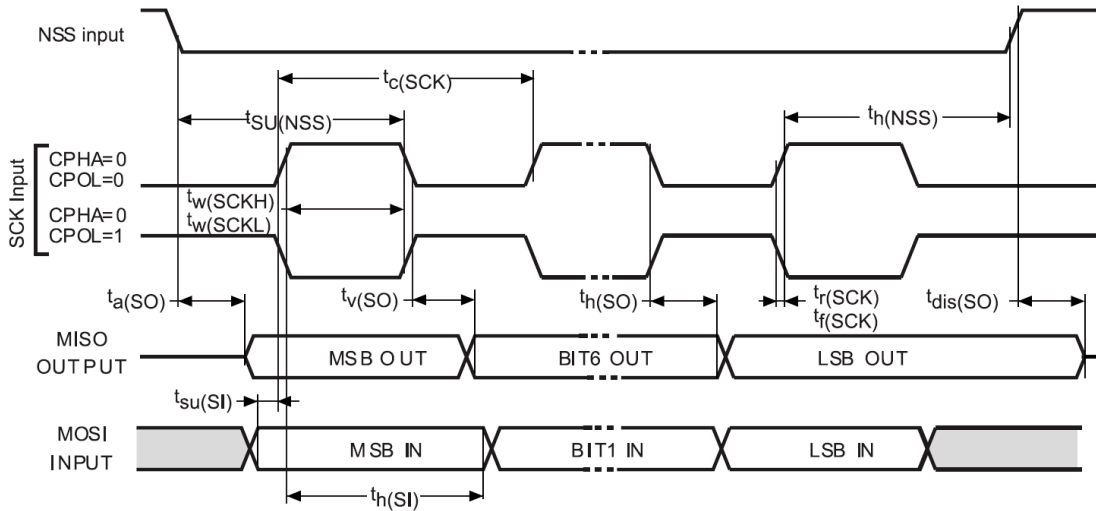 NSS input
tc(SCK)
tSU(NSS)
th(NSS)
SCK Input
CPHA=0
CPOL=0
tw(SCKH)
tw(SCKL)
CPHA=0
CPOL=1
ta(SO)
tv(SO)
th(SO)
tr(SCK)
tf(SCK)
tdis(SO)
MISO
OUTPUT
MSB OUT
BIT6 OUT
LSB OUT
tsu(SI)
MOSI
INPUT
MSB IN
BIT1 IN
LSB IN
th(SI)